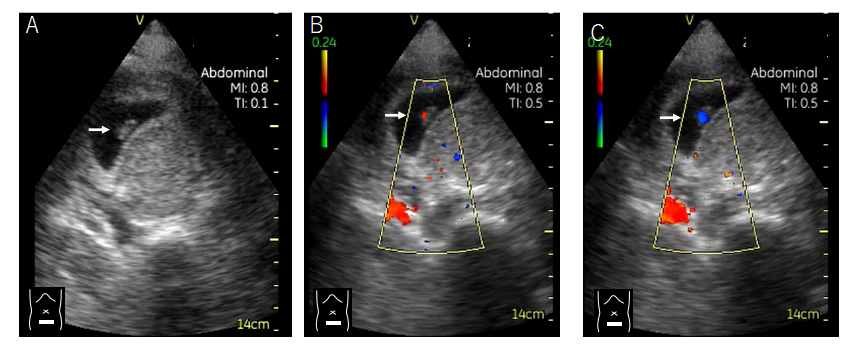 A
V
Abdominal
MI: 0.8
TI: 0.1
14cm
B
V
0.24
Abdominal
MI: 0.8
TI: 0.5
14cm
C
V
0.24
Abdominal
MI: 0.8
TI: 0.5
14cm